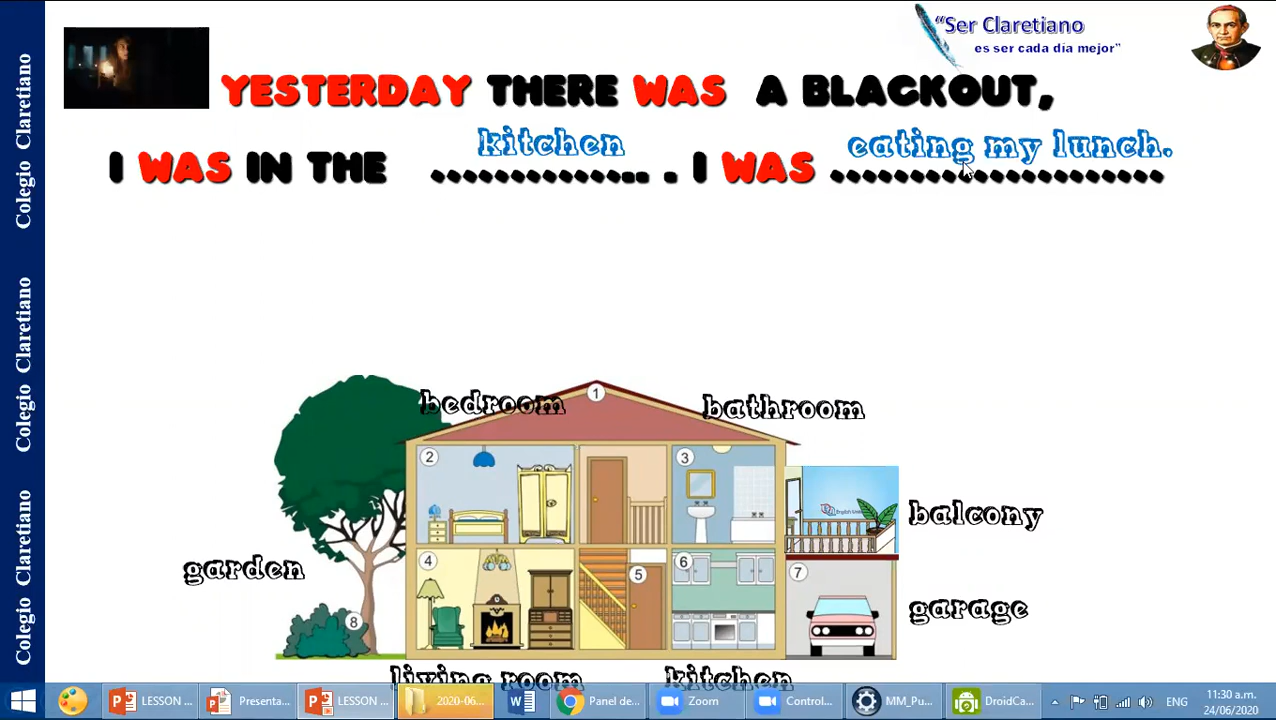 "Ser Claretiano
es ser cada día mejor"
YESTERDAY THERE WAS A BLACKOUT,
kitchen eating my lunch.
I WAS IN THE .............. . I WAS .....................
Colegio Claretiano
Colegio Claretiano
Colegio Claretiano
bedroom
bathroom
balcony
garden
garage
living room
kitchen
1
2
3
4
5
6
7
8
LESSON ...
Presenta...
LESSON ...
2020-06...
Panel de...
Zoom
Control...
MM_Pu...
DroidCa...
ENG
11:30 a.m.
24/06/2020